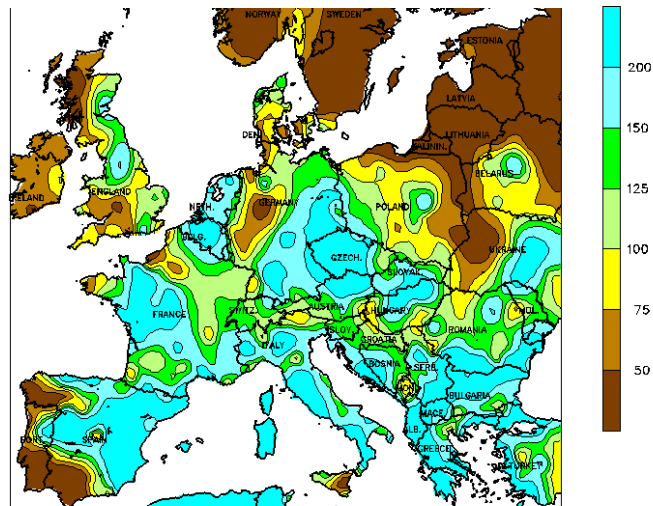 NORWAY
SWEDEN
ESTONIA
LATVIA
LITHUANIA
KALININ.
BELARUS
DEN.
IRELAND
ENGLAND
NETH.
GERMANY
POLAND
BELG.
CZECH.
UKRAINE
SLOVAK.
FRANCE
SWITZ.
AUSTRIA
HUNGARY
MOL.
SLOV.
ROMANIA
ITALY
CROATIA
BOSNIA
SERB.
MON.
BULGARIA
MACE.
PORT.
SPAIN
ALB.
GREECE
TURKEY
200
150
125
100
75
50